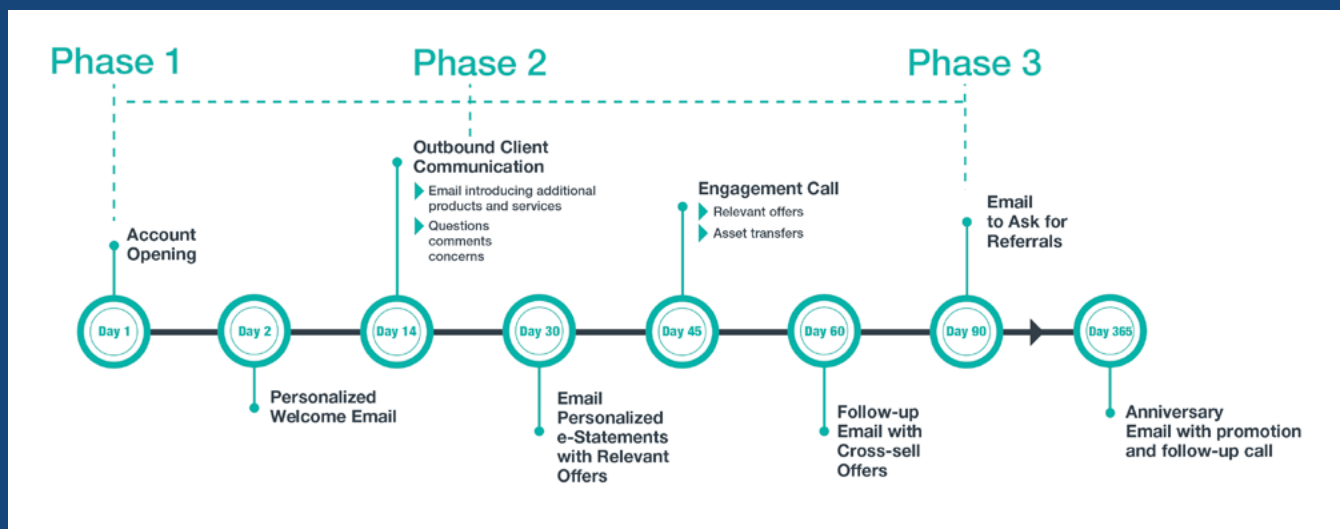 Phase 1
Phase 2
Phase 3
Outbound Client
Communication
Email introducing additional
products and services
Questions
comments
concerns
Engagement Call
Relevant offers
Asset transfers
Email
to Ask for
Referrals
Account
Opening
Day 1
Day 2
Day 14
Day 30
Day 45
Day 60
Day 90
Day 365
Personalized
Welcome Email
Email
Personalized
e-Statements
with Relevant
Offers
Follow-up
Email with
Cross-sell
Offers
Anniversary
Email with promotion
and follow-up call